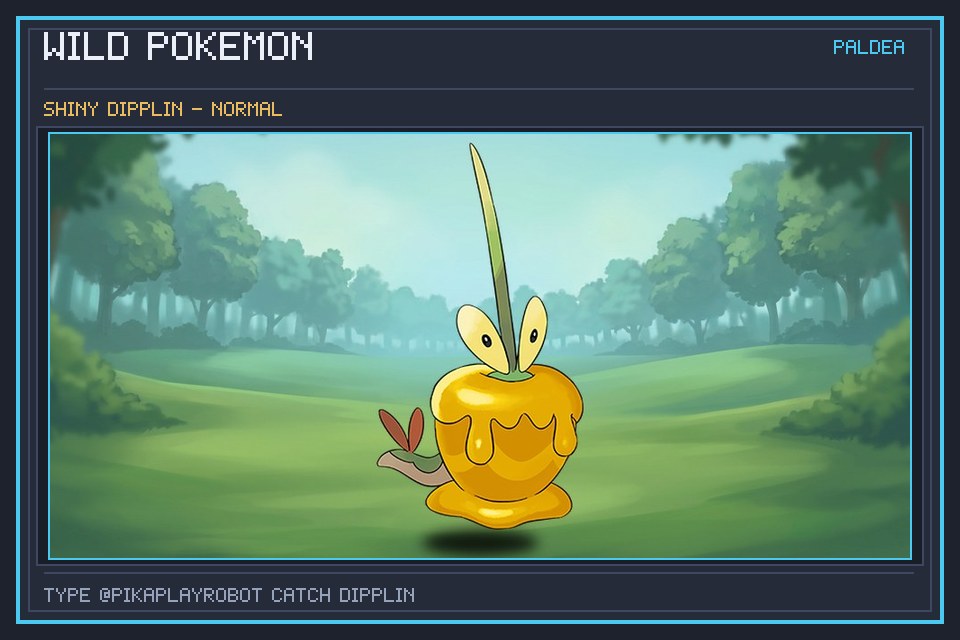 WILD POKEMON
PALDEA
SHINY DIPPLIN - NORMAL
TYPE @PIKAPLAYROBOT CATCH DIPPLIN